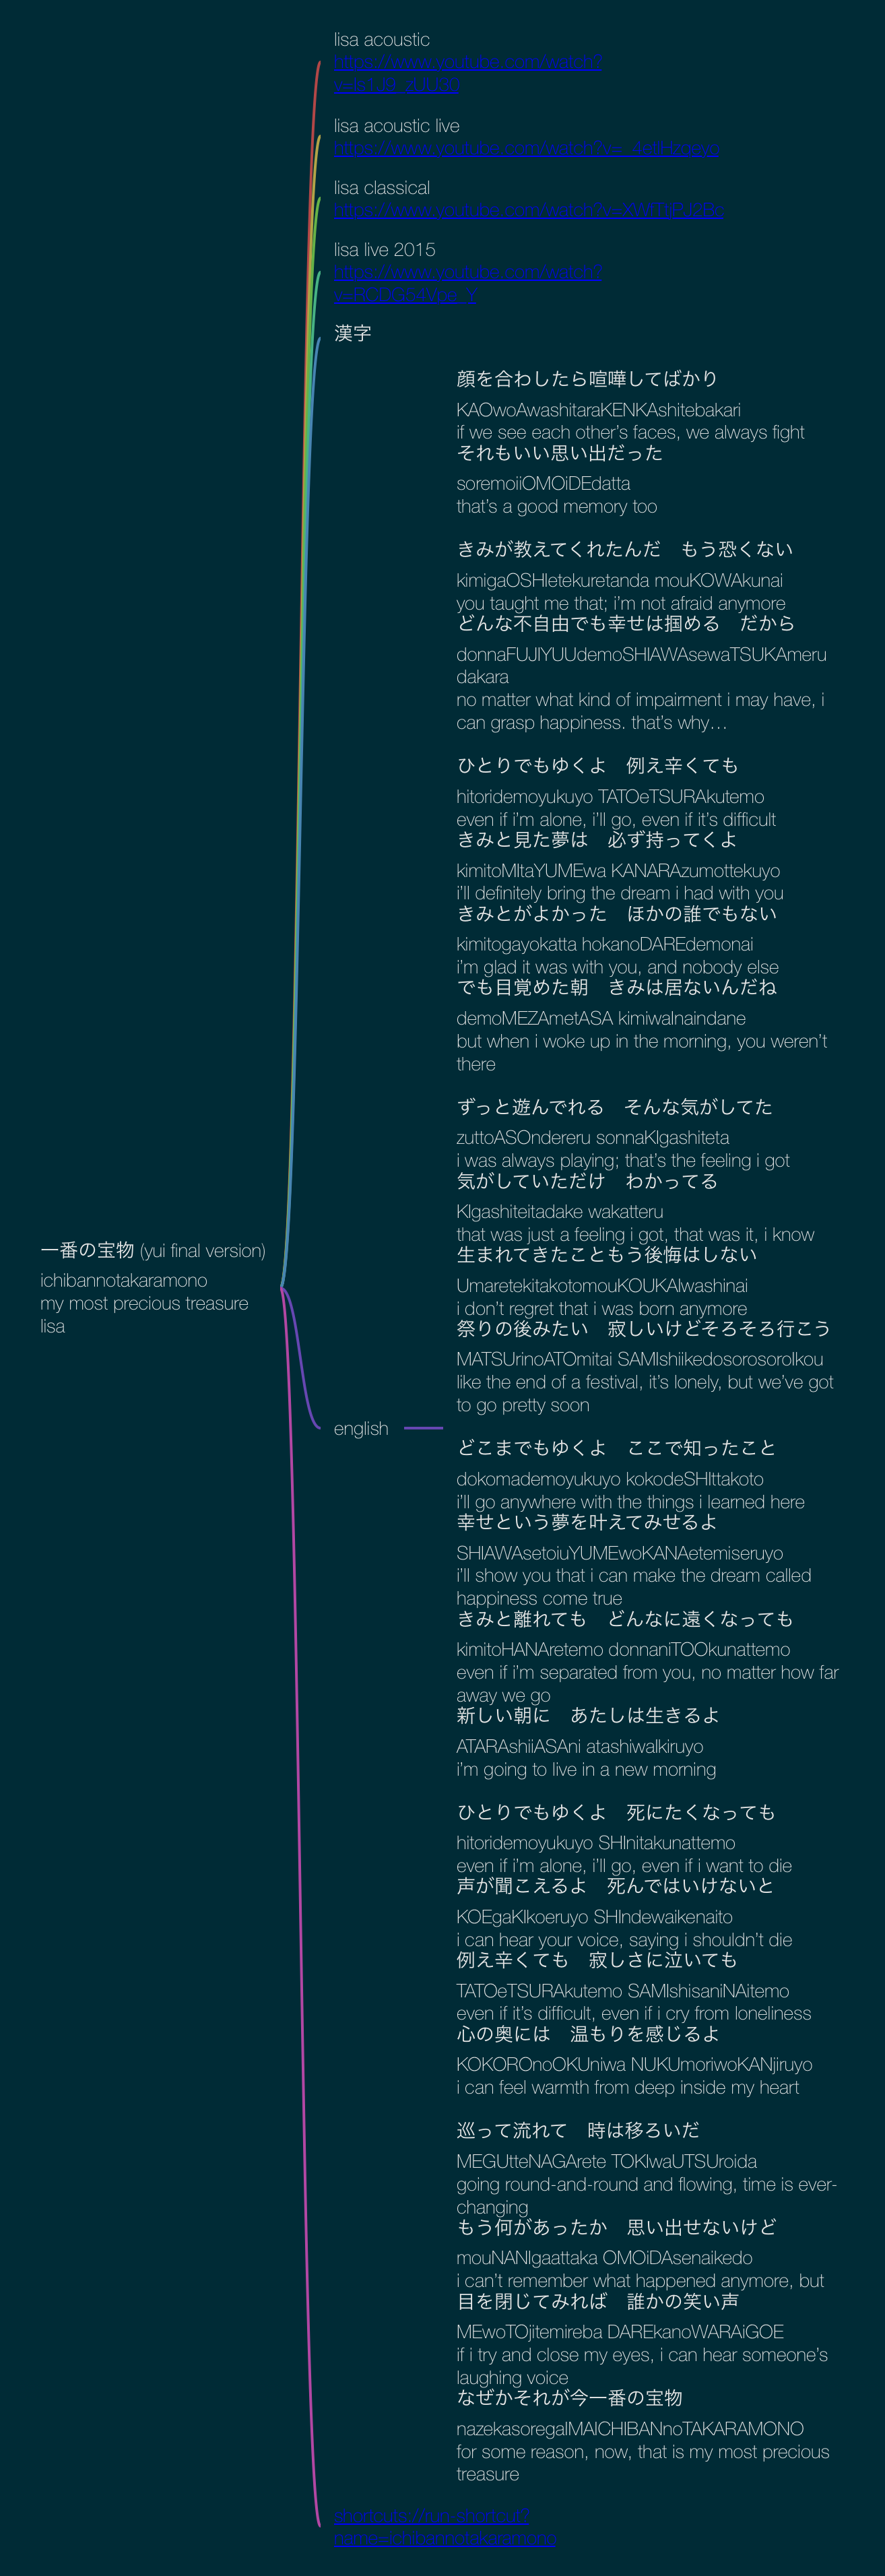 lisa acoustic
https://www.youtube.com/watch?
lisa acoustic live
lisa classical
lisa live 2015
https://www.youtube.com/watch?
漢字
一番の宝物 (yui final version)
ichibannotakaramono
my most precious treasure
lisa
english
顔を合わしたら喧嘩してばかり
KAOwoAwashitaraKENKAshitebakari
if we see each other’s faces, we always fight
それもいい思い出だった
soremoiiOMOiDEdatta
that’s a good memory too
きみが教えてくれたんだ　もう恐くない
kimigaOSHIetekuretanda mouKOWAkunai
you taught me that; i’m not afraid anymore
どんな不自由でも幸せは掴める　だから
donnaFUJIYUUdemoSHIAWAsewaTSUKAmeru
dakara
no matter what kind of impairment i may have, i
can grasp happiness. that’s why…
ひとりでもゆくよ　例え辛くても
hitoridemoyukuyo TATOeTSURAkutemo
even if i’m alone, i’ll go, even if it’s difficult
きみと見た夢は　必ず持ってくよ
kimitoMItaYUMEwa KANARAzumottekuyo
i’ll definitely bring the dream i had with you
きみとがよかった　ほかの誰でもない
kimitogayokatta hokanoDAREdemonai
i’m glad it was with you, and nobody else
でも目覚めた朝　きみは居ないんだね
demoMEZAmetASA kimiwaInaindane
but when i woke up in the morning, you weren’t
there
ずっと遊んでれる　そんな気がしてた
zuttoASOndereru sonnaKIgashiteta
i was always playing; that’s the feeling i got
気がしていただけ　わかってる
KIgashiteitadake wakatteru
that was just a feeling i got, that was it, i know
生まれてきたこともう後悔はしない
UmaretekitakotomouKOUKAIwashinai
i don’t regret that i was born anymore
祭りの後みたい　寂しいけどそろそろ行こう
MATSUrinoATOmitai SAMIshiikedosorosoroIkou
like the end of a festival, it’s lonely, but we’ve got
to go pretty soon
どこまでもゆくよ　ここで知ったこと
dokomademoyukuyo kokodeSHIttakoto
i’ll go anywhere with the things i learned here
幸せという夢を叶えてみせるよ
SHIAWAsetoiuYUMEwoKANAetemiseruyo
i’ll show you that i can make the dream called
happiness come true
きみと離れても　どんなに遠くなっても
kimitoHANAretemo donnaniTOOkunattemo
even if i’m separated from you, no matter how far
away we go
新しい朝に　あたしは生きるよ
ATARAshiiASAni atashiwaIkiruyo
i’m going to live in a new morning
ひとりでもゆくよ　死にたくなっても
hitoridemoyukuyo SHInitakunattemo
even if i’m alone, i’ll go, even if i want to die
声が聞こえるよ　死んではいけないと
KOEgaKIkoeruyo SHIndewaikenaito
i can hear your voice, saying i shouldn’t die
例え辛くても　寂しさに泣いても
TATOeTSURAkutemo SAMIshisaniNAitemo
even if it’s difficult, even if i cry from loneliness
心の奥には　温もりを感じるよ
KOKOROnoOKUniwa NUKUmoriwoKANjiruyo
i can feel warmth from deep inside my heart
巡って流れて　時は移ろいだ
MEGUtteNAGArete TOKIwaUTSUroida
going round-and-round and flowing, time is ever-
changing
もう何があったか　思い出せないけど
mouNANIgaattaka OMOiDAsenaikedo
i can’t remember what happened anymore, but
目を閉じてみれば　誰かの笑い声
MEwoTOjitemireba DAREkanoWARAiGOE
if i try and close my eyes, i can hear someone’s
laughing voice
なぜかそれが今一番の宝物
nazekasoregaIMAICHIBANnoTAKARAMONO
for some reason, now, that is my most precious
treasure
shortcuts://run-shortcut?
name=ichibannotakaramono